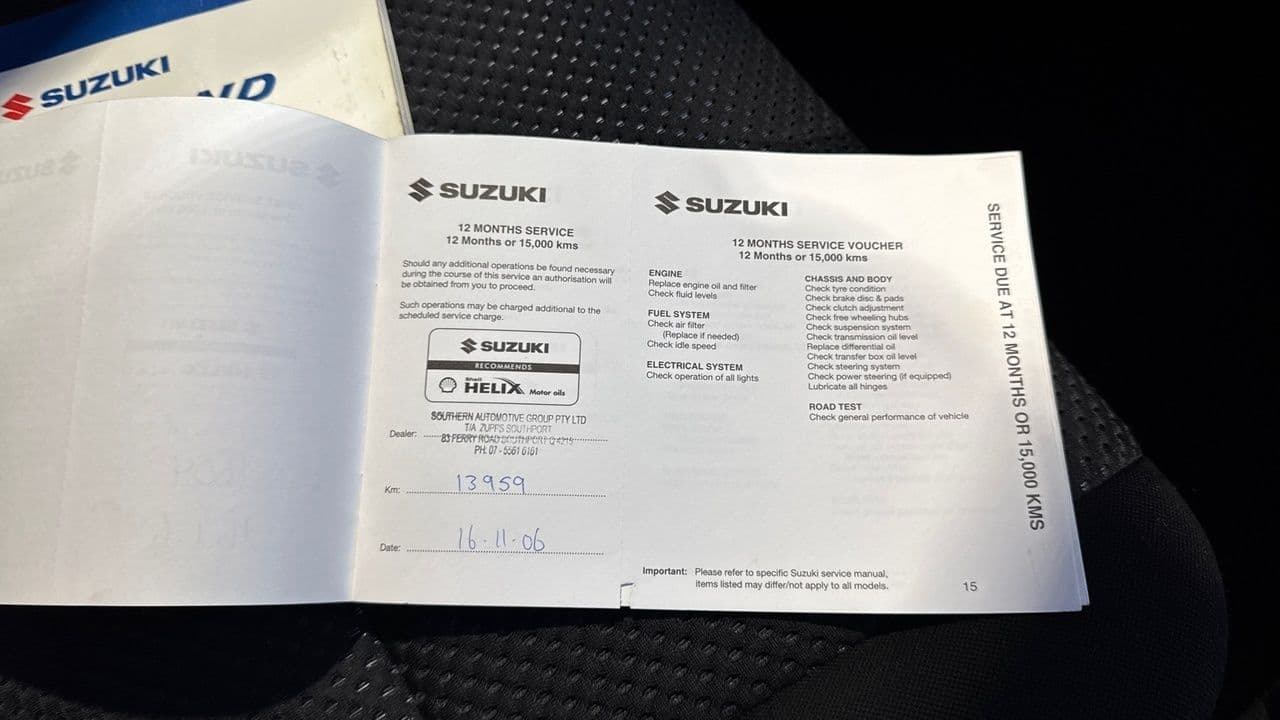 SUZUKI
SUZUKI
12 MONTHS SERVICE
12 Months or 15,000 kms
Should any additional operations be found necessary
during the course of this service an authorisation will
be obtained from you to proceed.
Such operations may be charged additional to the
scheduled service charge.
SUZUKI
RECOMMENDS
Shell
HELIX Motor oils
SOUTHERN AUTOMOTIVE GROUP PTY LTD
T/A ZUPPS SOUTHPORT
Dealer: 83 FERRY ROAD SOUTHPORT Q 4215
PH: 07 - 5561 6161
Km: 13959
Date: 16-11-06
SUZUKI
12 MONTHS SERVICE VOUCHER
12 Months or 15,000 kms
ENGINE
Replace engine oil and filter
Check fluid levels
FUEL SYSTEM
Check air filter
(Replace if needed)
Check idle speed
ELECTRICAL SYSTEM
Check operation of all lights
CHASSIS AND BODY
Check tyre condition
Check brake disc & pads
Check clutch adjustment
Check free wheeling hubs
Check suspension system
Check transmission oil level
Replace differential oil
Check transfer box oil level
Check steering system
Check power steering (if equipped)
Lubricate all hinges
ROAD TEST
Check general performance of vehicle
Important: Please refer to specific Suzuki service manual,
items listed may differ/not apply to all models.
15
SERVICE DUE AT 12 MONTHS OR 15,000 KMS